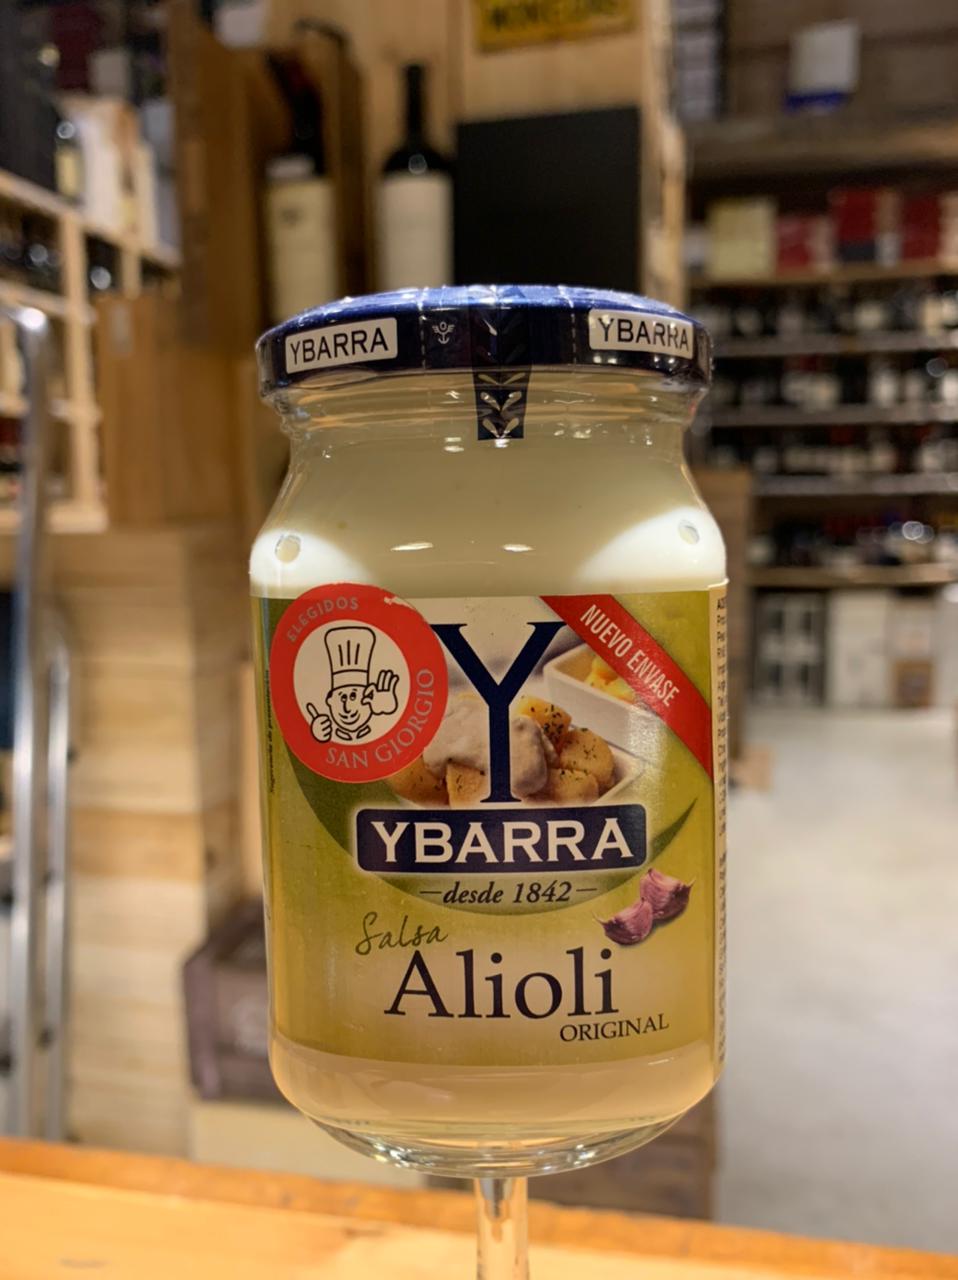 YBARRA
YBARRA
ELEGIDOS
SAN GIORGIO
NUEVO ENVASE
Y
YBARRA
desde 1842
Salsa
Alioli
ORIGINAL